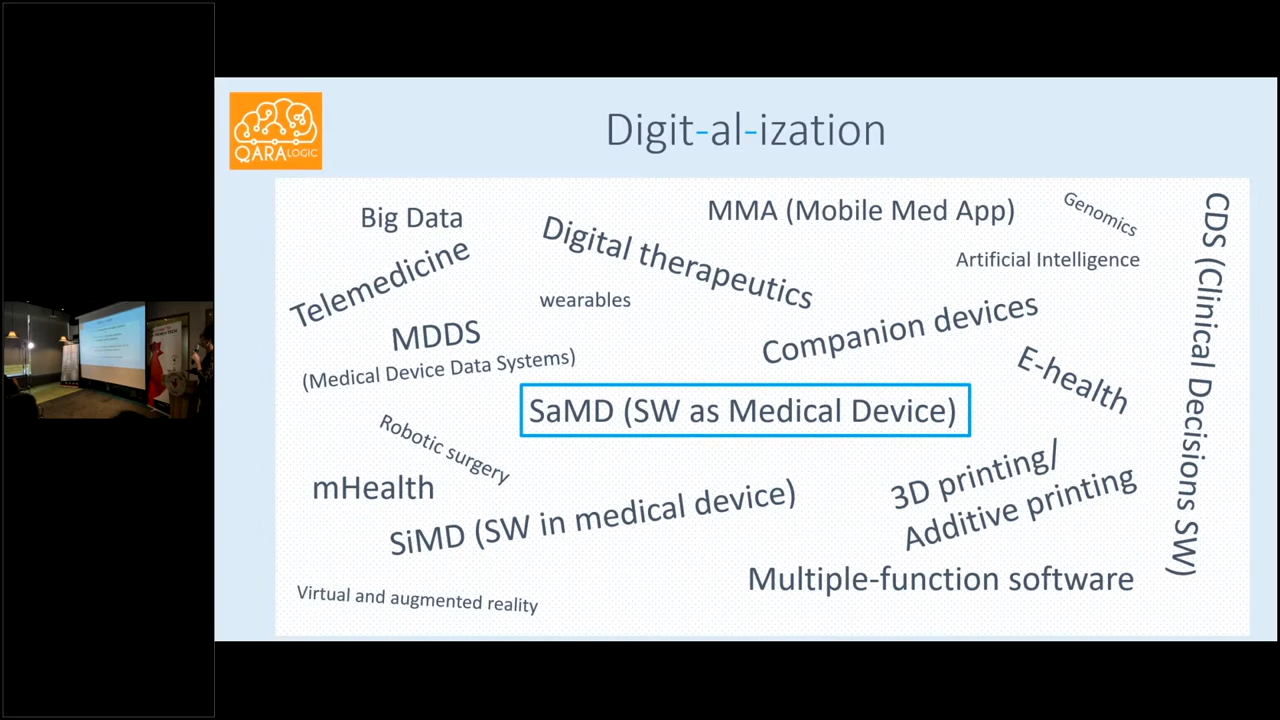 QARALOGIC
Digit-al-ization
Big Data
MMA (Mobile Med App)
Genomics
CDS (Clinical Decisions SW)
Telemedicine
Digital therapeutics
Artificial Intelligence
wearables
MDDS
(Medical Device Data Systems)
Companion devices
E-health
SaMD (SW as Medical Device)
Robotic surgery
mHealth
SiMD (SW in medical device)
3D printing/
Additive printing
Multiple-function software
Virtual and augmented reality